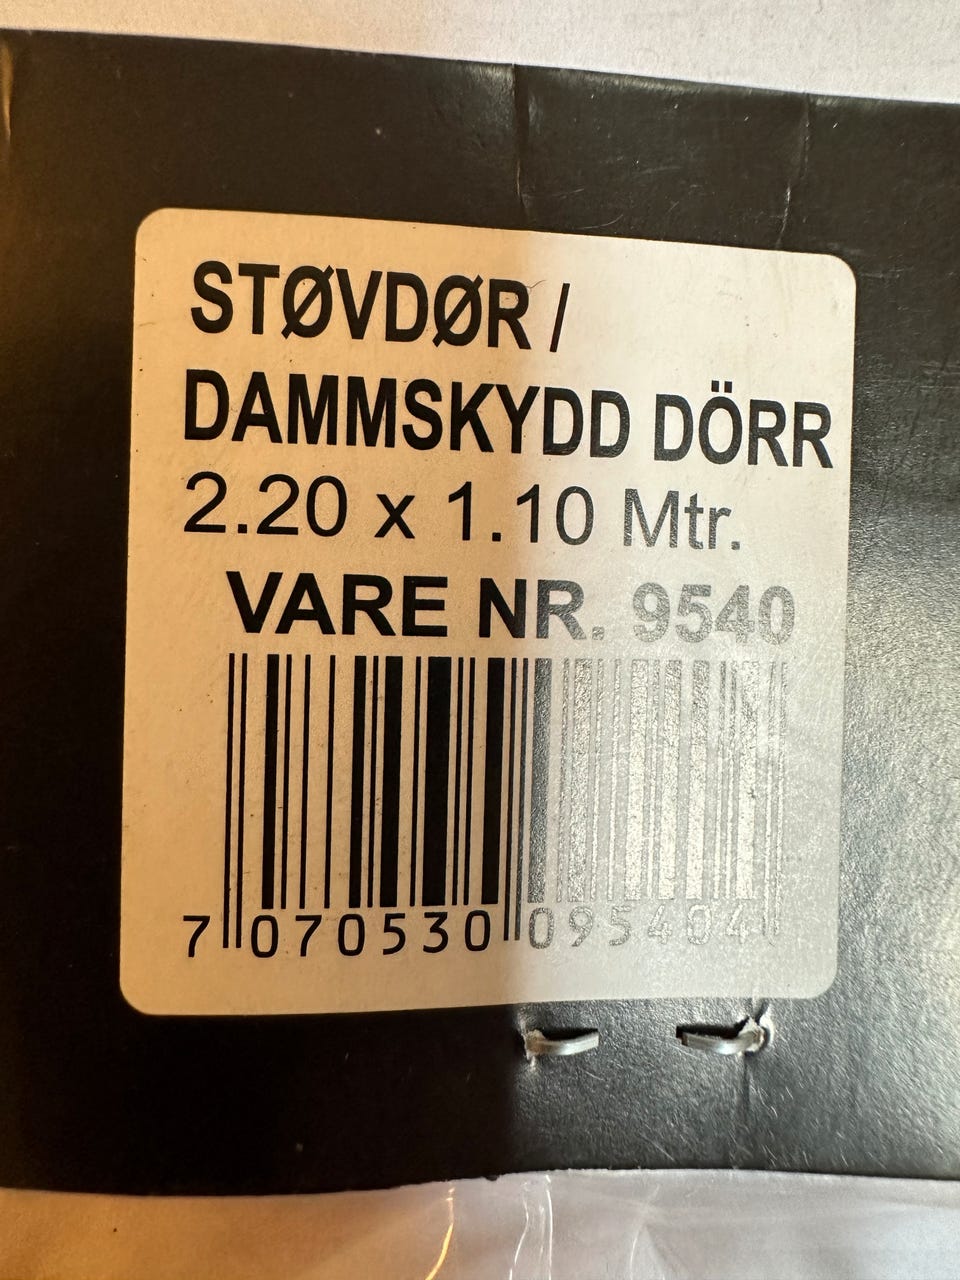 STØVDØR /
DAMMSKYDD DÖRR
2.20 x 1.10 Mtr.
VARE NR. 9540
7 070530 095404